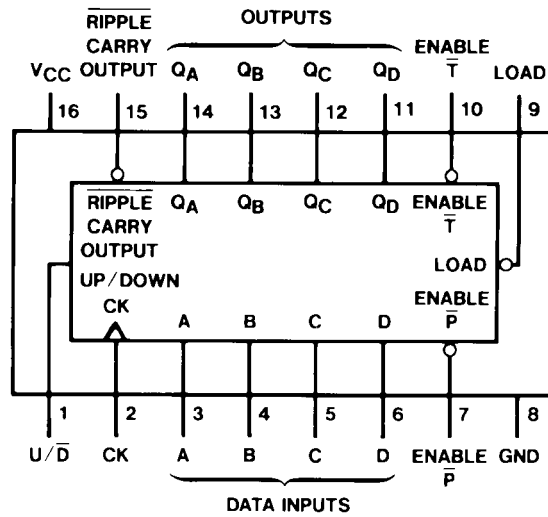 OUTPUTS
RIPPLE CARRY OUTPUT
VCC QA QB QC QD ENABLE T LOAD
16 15 14 13 12 11 10 9
RIPPLE CARRY OUTPUT QA QB QC QD ENABLE T
LOAD
UP/DOWN
CK A B C D ENABLE P
1 2 3 4 5 6 7 8
U/D CK A B C D ENABLE P GND
DATA INPUTS